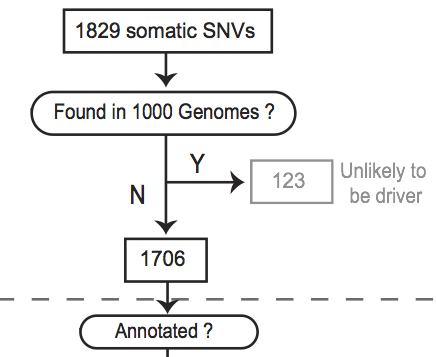 1829 somatic SNVs
Found in 1000 Genomes ?
Y
123
Unlikely to
be driver
N
1706
Annotated ?